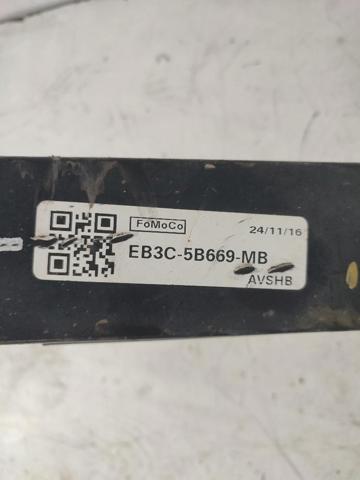 FoMoCo
24/11/16
EB3C-5B669-MB
AVSHB